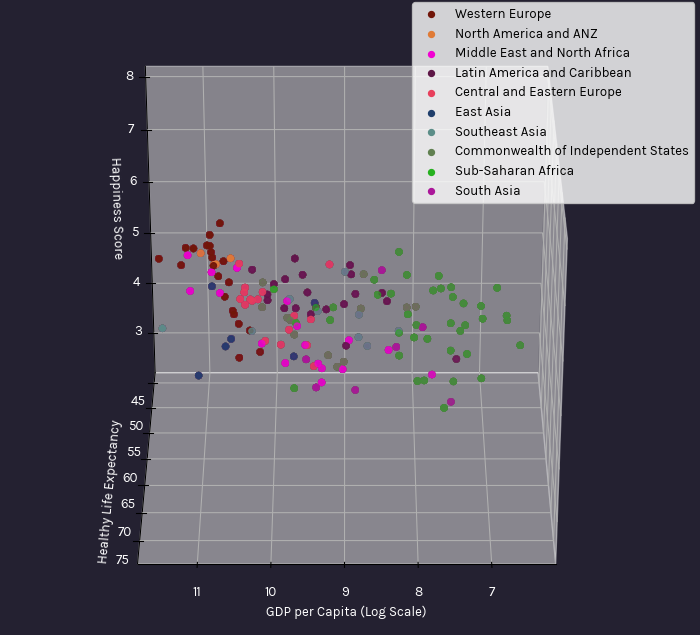 Western Europe
North America and ANZ
Middle East and North Africa
Latin America and Caribbean
Central and Eastern Europe
East Asia
Southeast Asia
Commonwealth of Independent States
Sub-Saharan Africa
South Asia
8
7
6
5
4
3
Happiness Score
45
50
55
60
65
70
75
Healthy Life Expectancy
11 10 9 8 7
GDP per Capita (Log Scale)